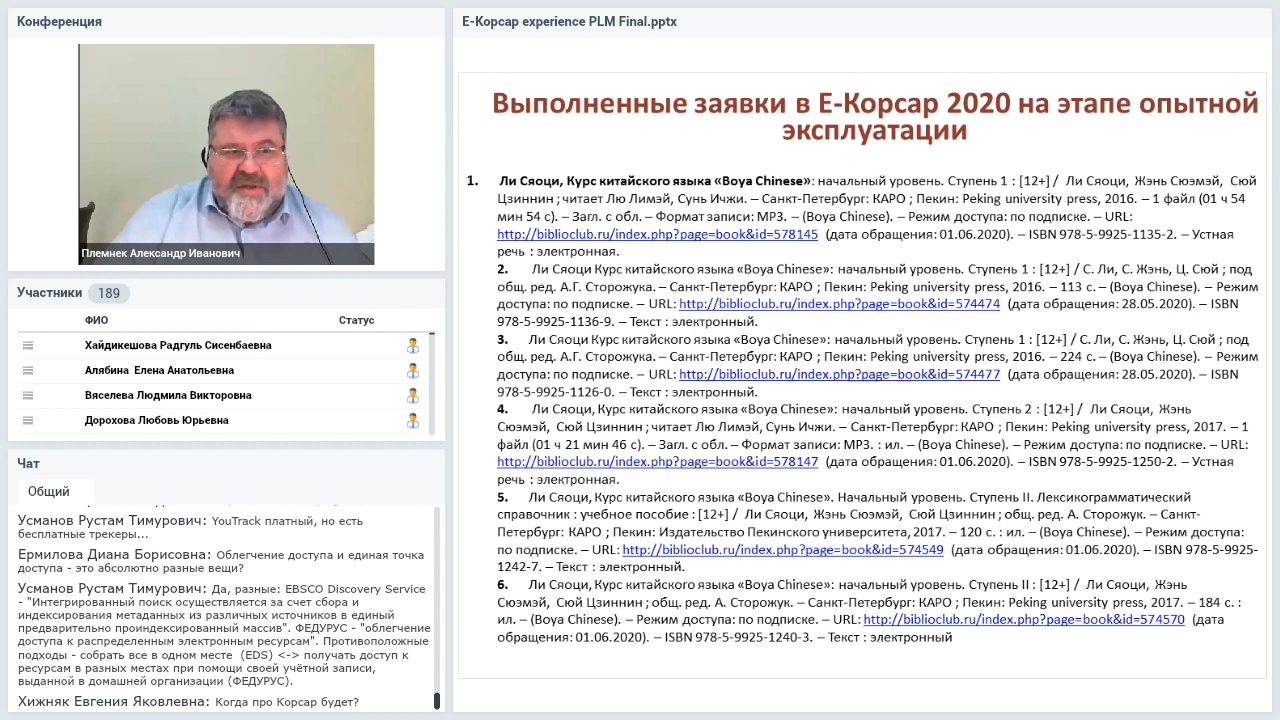 Конференция
Племнек Александр Иванович
Участники 189
ФИО Статус
Хайдикешова Радгуль Сисенбаевна
Алябина Елена Анатольевна
Вяселева Людмила Викторовна
Дорохова Любовь Юрьевна
Чат
Общий
Усманов Рустам Тимурович: YouTrack платный, но есть
бесплатные трекеры...
Ермилова Диана Борисовна: Облегчение доступа и единая точка
доступа - это абсолютно разные вещи?
Усманов Рустам Тимурович: Да, разные: EBSCO Discovery Service
- "Интегрированный поиск осуществляется за счет сбора и
индексирования метаданных из различных источников в единый
предварительно проиндексированный массив". ФЕДУРУС - "облегчение
доступа к распределенным электронным ресурсам". Противоположные
подходы - собрать все в одном месте (EDS) <-> получать доступ к
ресурсам в разных местах при помощи своей учётной записи,
выданной в домашней организации (ФЕДУРУС).
Хижняк Евгения Яковлевна: Когда про Корсар будет?
Е-Корсар experience PLM Final.pptx
Выполненные заявки в Е-Корсар 2020 на этапе опытной
эксплуатации
1. Ли Сяоци, Курс китайского языка «Boya Chinese»: начальный уровень. Ступень 1 : [12+] / Ли Сяоци, Жэнь Сюэмэй, Сюй
Цзиннин ; читает Лю Лимэй, Сунь Ичжи. – Санкт-Петербург: КАРО ; Пекин: Peking university press, 2016. – 1 файл (01 ч 54
мин 54 с). – Загл. с обл. – Формат записи: MP3. – (Boya Chinese). – Режим доступа: по подписке. – URL:
http://biblioclub.ru/index.php?page=book&id=578145 (дата обращения: 01.06.2020). – ISBN 978-5-9925-1135-2. – Устная
речь : электронная.
2. Ли Сяоци Курс китайского языка «Boya Chinese»: начальный уровень. Ступень 1 : [12+] / С. Ли, С. Жэнь, Ц. Сюй ; под
общ. ред. А.Г. Сторожука. – Санкт-Петербург: КАРО ; Пекин: Peking university press, 2016. – 113 с. – (Boya Chinese). – Режим
доступа: по подписке. – URL: http://biblioclub.ru/index.php?page=book&id=574474 (дата обращения: 28.05.2020). – ISBN
978-5-9925-1136-9. – Текст : электронный.
3. Ли Сяоци Курс китайского языка «Boya Chinese»: начальный уровень. Ступень 1 : [12+] / С. Ли, С. Жэнь, Ц. Сюй ; под
общ. ред. А.Г. Сторожука. – Санкт-Петербург: КАРО ; Пекин: Peking university press, 2016. – 224 с. – (Boya Chinese). – Режим
доступа: по подписке. – URL: http://biblioclub.ru/index.php?page=book&id=574477 (дата обращения: 28.05.2020). – ISBN
978-5-9925-1126-0. – Текст : электронный.
4. Ли Сяоци, Курс китайского языка «Boya Chinese»: начальный уровень. Ступень 2 : [12+] / Ли Сяоци, Жэнь
Сюэмэй, Сюй Цзиннин ; читает Лю Лимэй, Сунь Ичжи. – Санкт-Петербург: КАРО ; Пекин: Peking university press, 2017. – 1
файл (01 ч 21 мин 46 с). – Загл. с обл. – Формат записи: MP3. : ил. – (Boya Chinese). – Режим доступа: по подписке. – URL:
http://biblioclub.ru/index.php?page=book&id=578147 (дата обращения: 01.06.2020). – ISBN 978-5-9925-1250-2. – Устная
речь : электронная.
5. Ли Сяоци, Курс китайского языка «Boya Chinese». Начальный уровень. Ступень II. Лексикограмматический
справочник : учебное пособие : [12+] / Ли Сяоци, Жэнь Сюэмэй, Сюй Цзиннин ; общ. ред. А. Сторожук. – Санкт-
Петербург: КАРО ; Пекин: Издательство Пекинского университета, 2017. – 120 с. : ил. – (Boya Chinese). – Режим доступа:
по подписке. – URL: http://biblioclub.ru/index.php?page=book&id=574549 (дата обращения: 01.06.2020). – ISBN 978-5-9925-
1242-7. – Текст : электронный.
6. Ли Сяоци, Курс китайского языка «Boya Chinese»: начальный уровень. Ступень II : [12+] / Ли Сяоци, Жэнь
Сюэмэй, Сюй Цзиннин ; общ. ред. А. Сторожук. – Санкт-Петербург: КАРО ; Пекин: Peking university press, 2017. – 184 с. :
ил. – (Boya Chinese). – Режим доступа: по подписке. – URL: http://biblioclub.ru/index.php?page=book&id=574570 (дата
обращения: 01.06.2020). – ISBN 978-5-9925-1240-3. – Текст : электронный